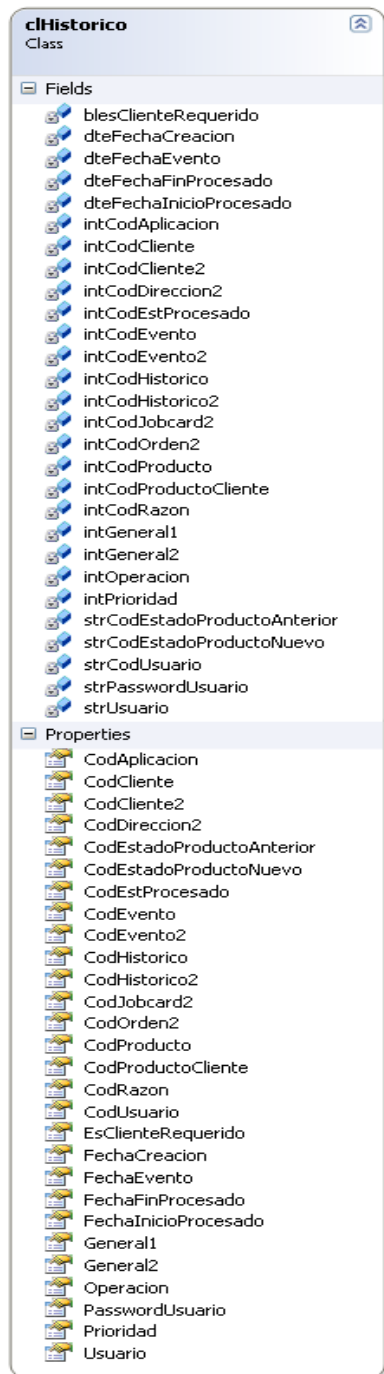 clHistorico
Class
Fields
blesClienteRequerido
dteFechaCreacion
dteFechaEvento
dteFechaFinProcesado
dteFechaInicioProcesado
intCodAplicacion
intCodCliente
intCodCliente2
intCodDireccion2
intCodEstProcesado
intCodEvento
intCodEvento2
intCodHistorico
intCodHistorico2
intCodJobcard2
intCodOrden2
intCodProducto
intCodProductoCliente
intCodRazon
intGeneral1
intGeneral2
intOperacion
intPrioridad
strCodEstadoProductoAnterior
strCodEstadoProductoNuevo
strCodUsuario
strPasswordUsuario
strUsuario
Properties
CodAplicacion
CodCliente
CodCliente2
CodDireccion2
CodEstadoProductoAnterior
CodEstadoProductoNuevo
CodEstProcesado
CodEvento
CodEvento2
CodHistorico
CodHistorico2
CodJobcard2
CodOrden2
CodProducto
CodProductoCliente
CodRazon
CodUsuario
EsClienteRequerido
FechaCreacion
FechaEvento
FechaFinProcesado
FechaInicioProcesado
General1
General2
Operacion
PasswordUsuario
Prioridad
Usuario